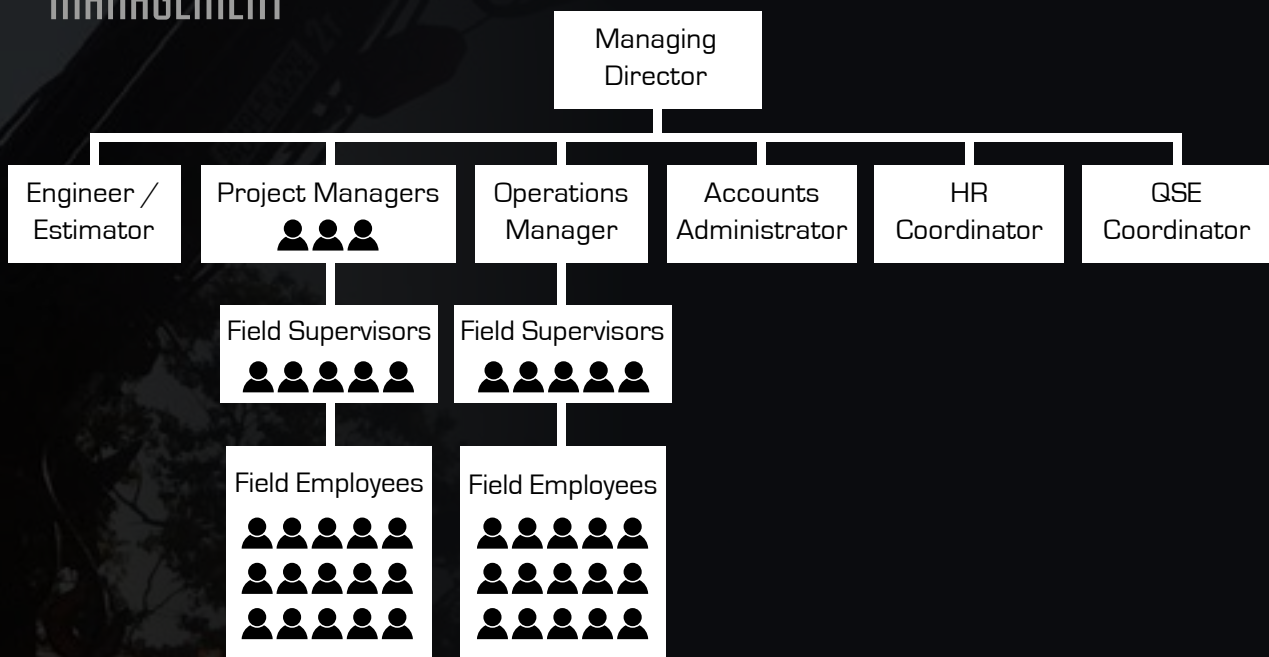 MANAGEMENT
Managing
Director
Engineer /
Estimator
Project Managers
Operations
Manager
Accounts
Administrator
HR
Coordinator
QSE
Coordinator
Field Supervisors
Field Supervisors
Field Employees
Field Employees